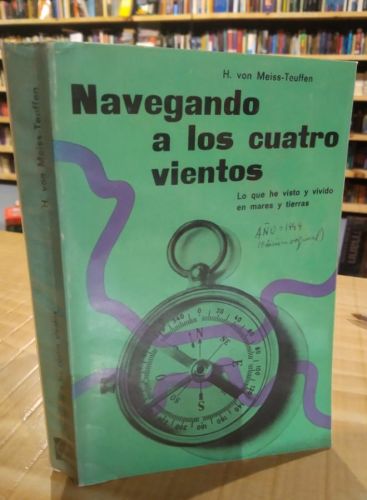 H. von Meiss-Teuffen
Navegando
a los cuatro
vientos
Lo que he visto y vivido
en mares y tierras
AÑO:
H. von Meiss-Teuffen
N
SE
S